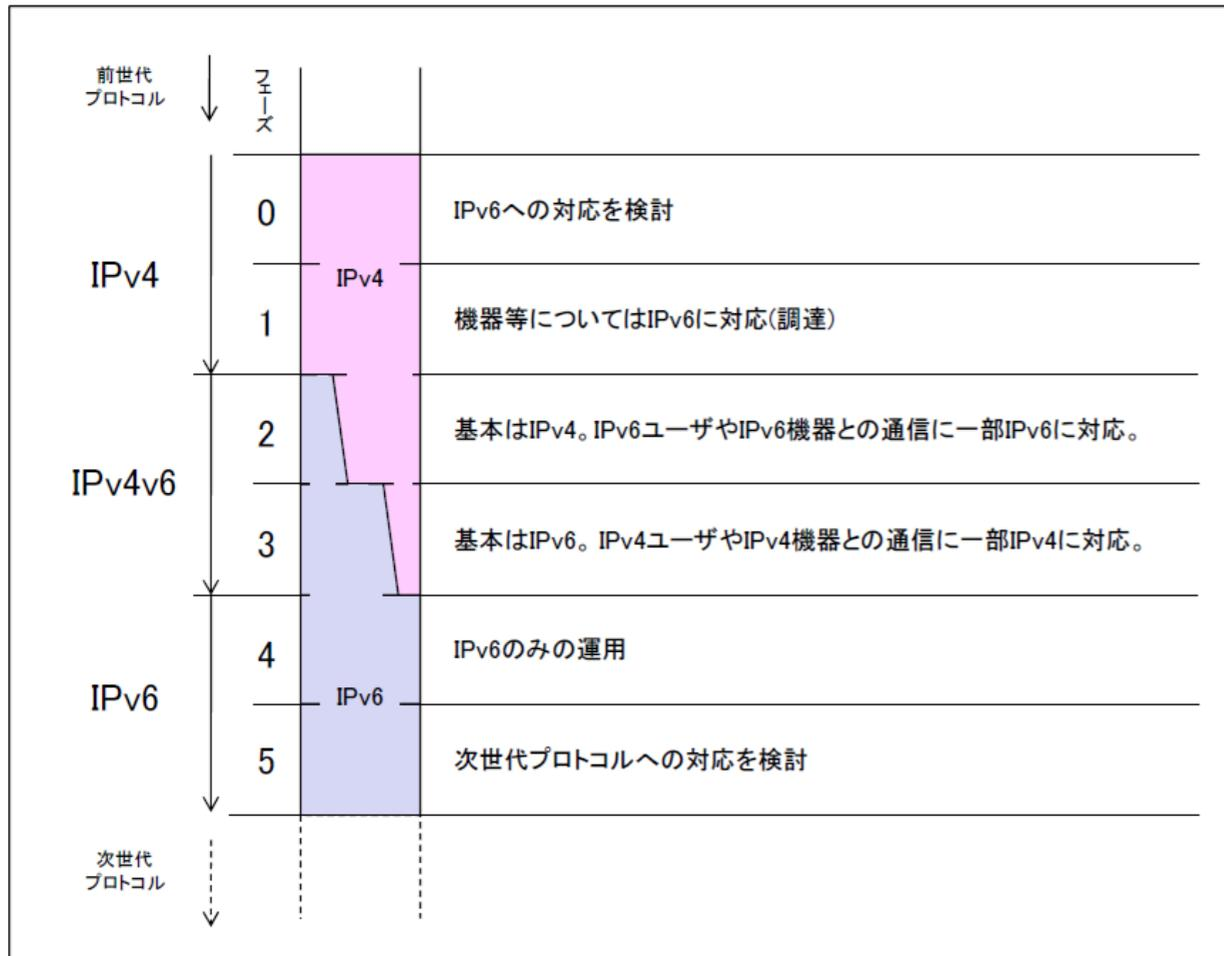 前世代
プロトコル
フェーズ
IPv4
0
IPv6への対応を検討
IPv4
1
機器等についてはIPv6に対応(調達)
IPv4v6
2
基本はIPv4。IPv6ユーザやIPv6機器との通信に一部IPv6に対応。
3
基本はIPv6。IPv4ユーザやIPv4機器との通信に一部IPv4に対応。
IPv6
4
IPv6のみの運用
IPv6
5
次世代プロトコルへの対応を検討
次世代
プロトコル